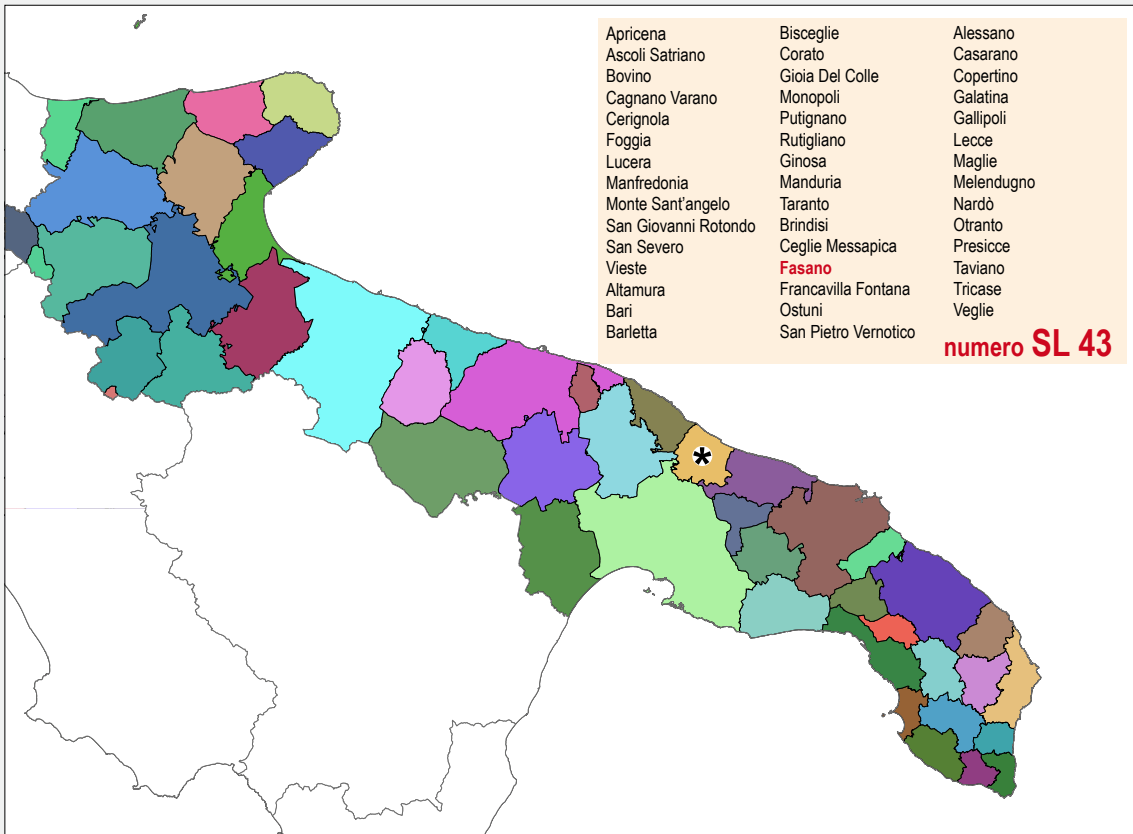 Apricena
Ascoli Satriano
Bovino
Cagnano Varano
Cerignola
Foggia
Lucera
Manfredonia
Monte Sant'angelo
San Giovanni Rotondo
San Severo
Vieste
Altamura
Bari
Barletta
Bisceglie
Corato
Gioia Del Colle
Monopoli
Putignano
Rutigliano
Ginosa
Manduria
Taranto
Brindisi
Ceglie Messapica
Fasano
Francavilla Fontana
Ostuni
San Pietro Vernotico
Alessano
Casarano
Copertino
Galatina
Gallipoli
Lecce
Maglie
Melendugno
Nardò
Otranto
Presicce
Taviano
Tricase
Veglie
numero SL 43
*